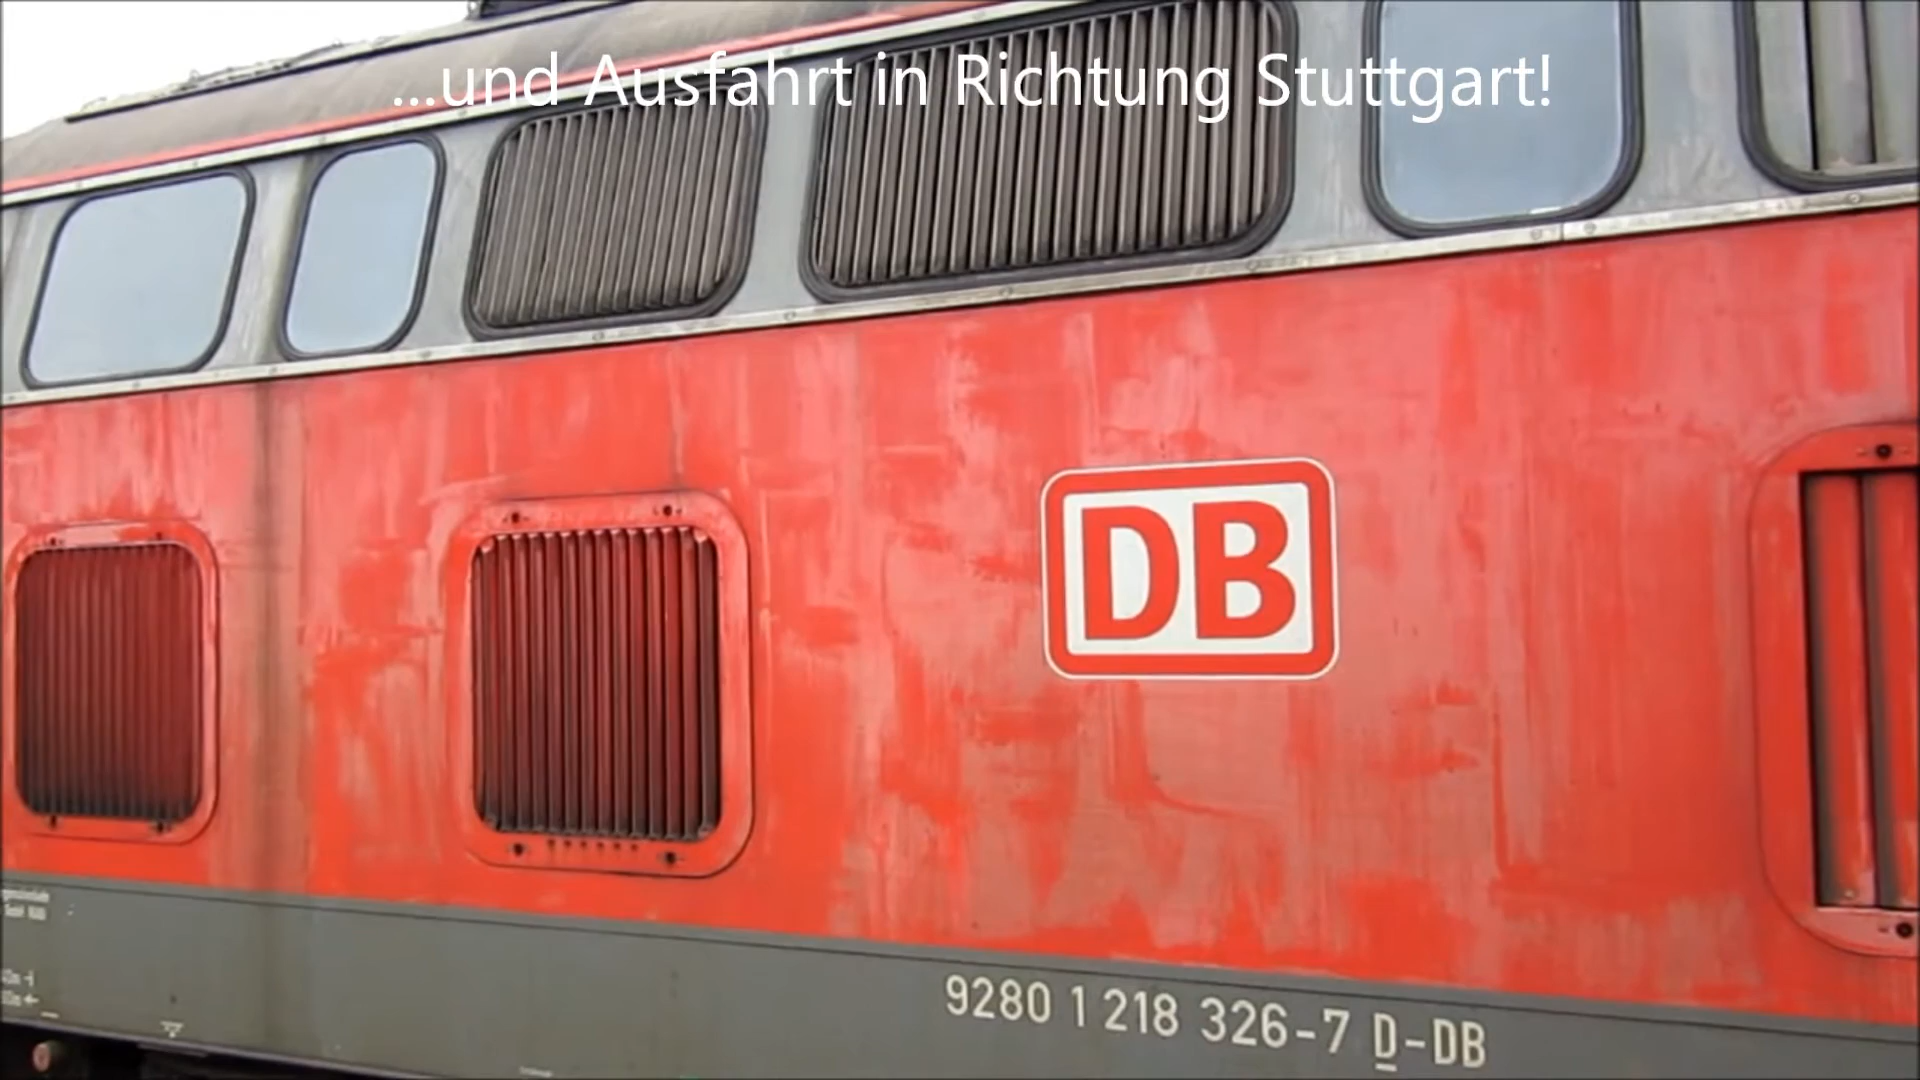 ...und Ausfahrt in Richtung Stuttgart!
DB
9280 1 218 326-7 D-DB